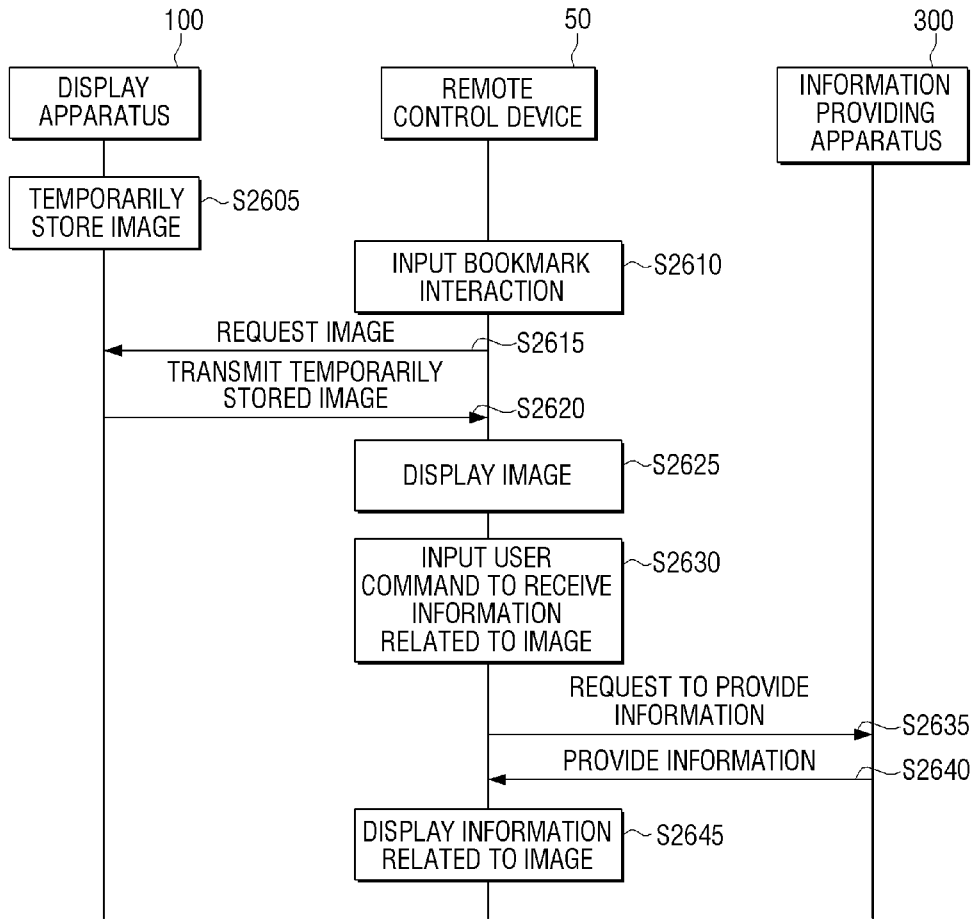 100
50
300
DISPLAY
APPARATUS
REMOTE
CONTROL DEVICE
INFORMATION
PROVIDING
APPARATUS
TEMPORARILY
STORE IMAGE
S2605
INPUT BOOKMARK
INTERACTION
S2610
REQUEST IMAGE
S2615
TRANSMIT TEMPORARILY
STORED IMAGE
S2620
DISPLAY IMAGE
S2625
INPUT USER
COMMAND TO RECEIVE
INFORMATION
RELATED TO IMAGE
S2630
REQUEST TO PROVIDE
INFORMATION
S2635
PROVIDE INFORMATION
S2640
DISPLAY INFORMATION
RELATED TO IMAGE
S2645